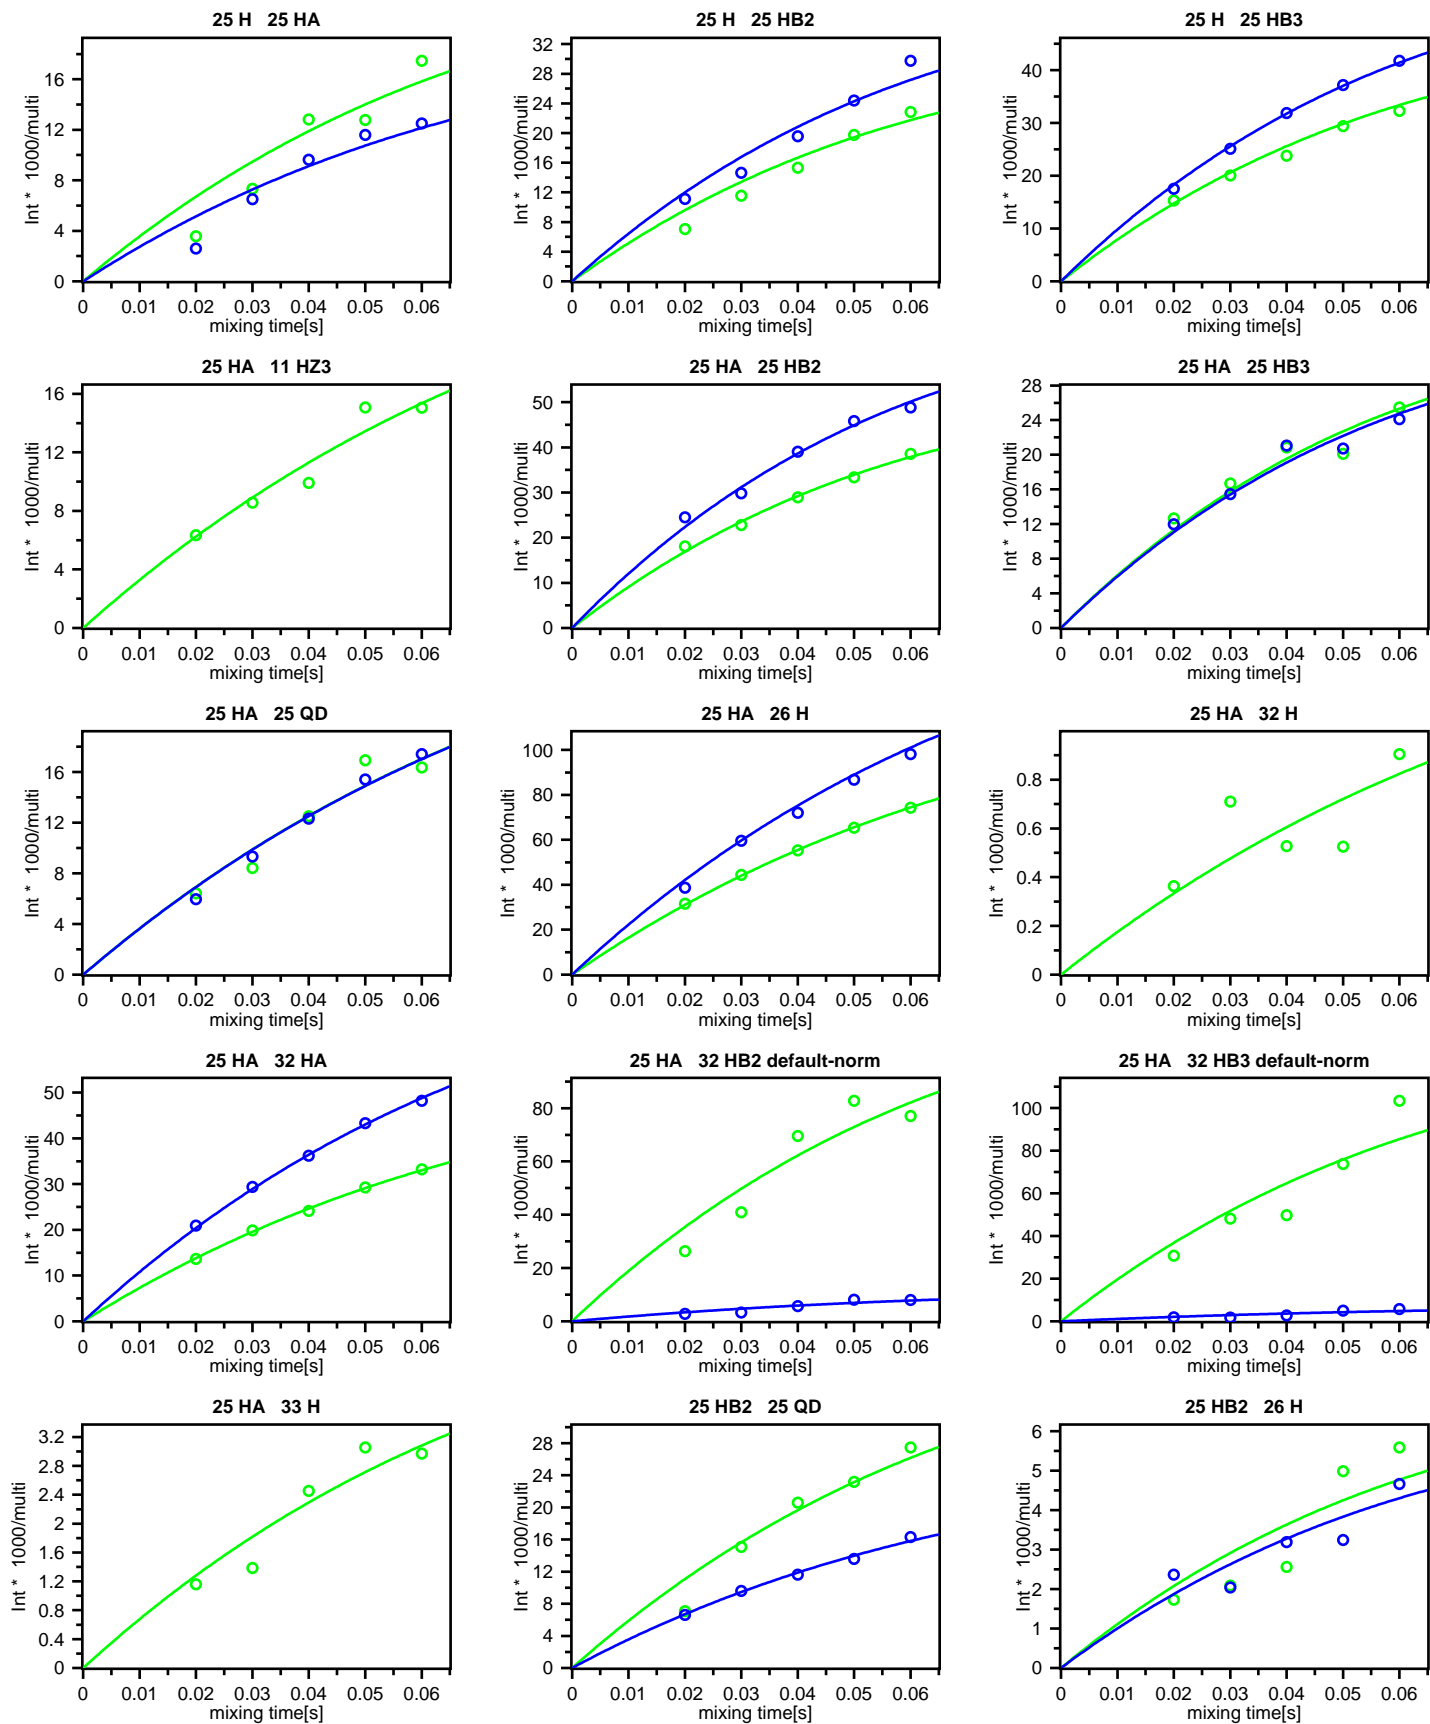 25 H   25 HA
25 H   25 HB2
25 H   25 HB3
Int *  1000/multi
16
12
8
4
0
0 0.01 0.02 0.03 0.04 0.05 0.06
mixing time[s]
Int *  1000/multi
32
28
24
20
16
12
8
4
0
0 0.01 0.02 0.03 0.04 0.05 0.06
mixing time[s]
Int *  1000/multi
40
30
20
10
0
0 0.01 0.02 0.03 0.04 0.05 0.06
mixing time[s]
25 HA   11 HZ3
25 HA   25 HB2
25 HA   25 HB3
Int *  1000/multi
16
12
8
4
0
0 0.01 0.02 0.03 0.04 0.05 0.06
mixing time[s]
Int *  1000/multi
50
40
30
20
10
0
0 0.01 0.02 0.03 0.04 0.05 0.06
mixing time[s]
Int *  1000/multi
28
24
20
16
12
8
4
0
0 0.01 0.02 0.03 0.04 0.05 0.06
mixing time[s]
25 HA   25 QD
25 HA   26 H
25 HA   32 H
Int *  1000/multi
16
12
8
4
0
0 0.01 0.02 0.03 0.04 0.05 0.06
mixing time[s]
Int *  1000/multi
100
80
60
40
20
0
0 0.01 0.02 0.03 0.04 0.05 0.06
mixing time[s]
Int *  1000/multi
0.8
0.6
0.4
0.2
0
0 0.01 0.02 0.03 0.04 0.05 0.06
mixing time[s]
25 HA   32 HA
25 HA   32 HB2 default-norm
25 HA   32 HB3 default-norm
Int *  1000/multi
50
40
30
20
10
0
0 0.01 0.02 0.03 0.04 0.05 0.06
mixing time[s]
Int *  1000/multi
80
60
40
20
0
0 0.01 0.02 0.03 0.04 0.05 0.06
mixing time[s]
Int *  1000/multi
100
80
60
40
20
0
0 0.01 0.02 0.03 0.04 0.05 0.06
mixing time[s]
25 HA   33 H
25 HB2   25 QD
25 HB2   26 H
Int *  1000/multi
3.2
2.8
2.4
2
1.6
1.2
0.8
0.4
0
0 0.01 0.02 0.03 0.04 0.05 0.06
mixing time[s]
Int *  1000/multi
28
24
20
16
12
8
4
0
0 0.01 0.02 0.03 0.04 0.05 0.06
mixing time[s]
Int *  1000/multi
6
5
4
3
2
1
0
0 0.01 0.02 0.03 0.04 0.05 0.06
mixing time[s]